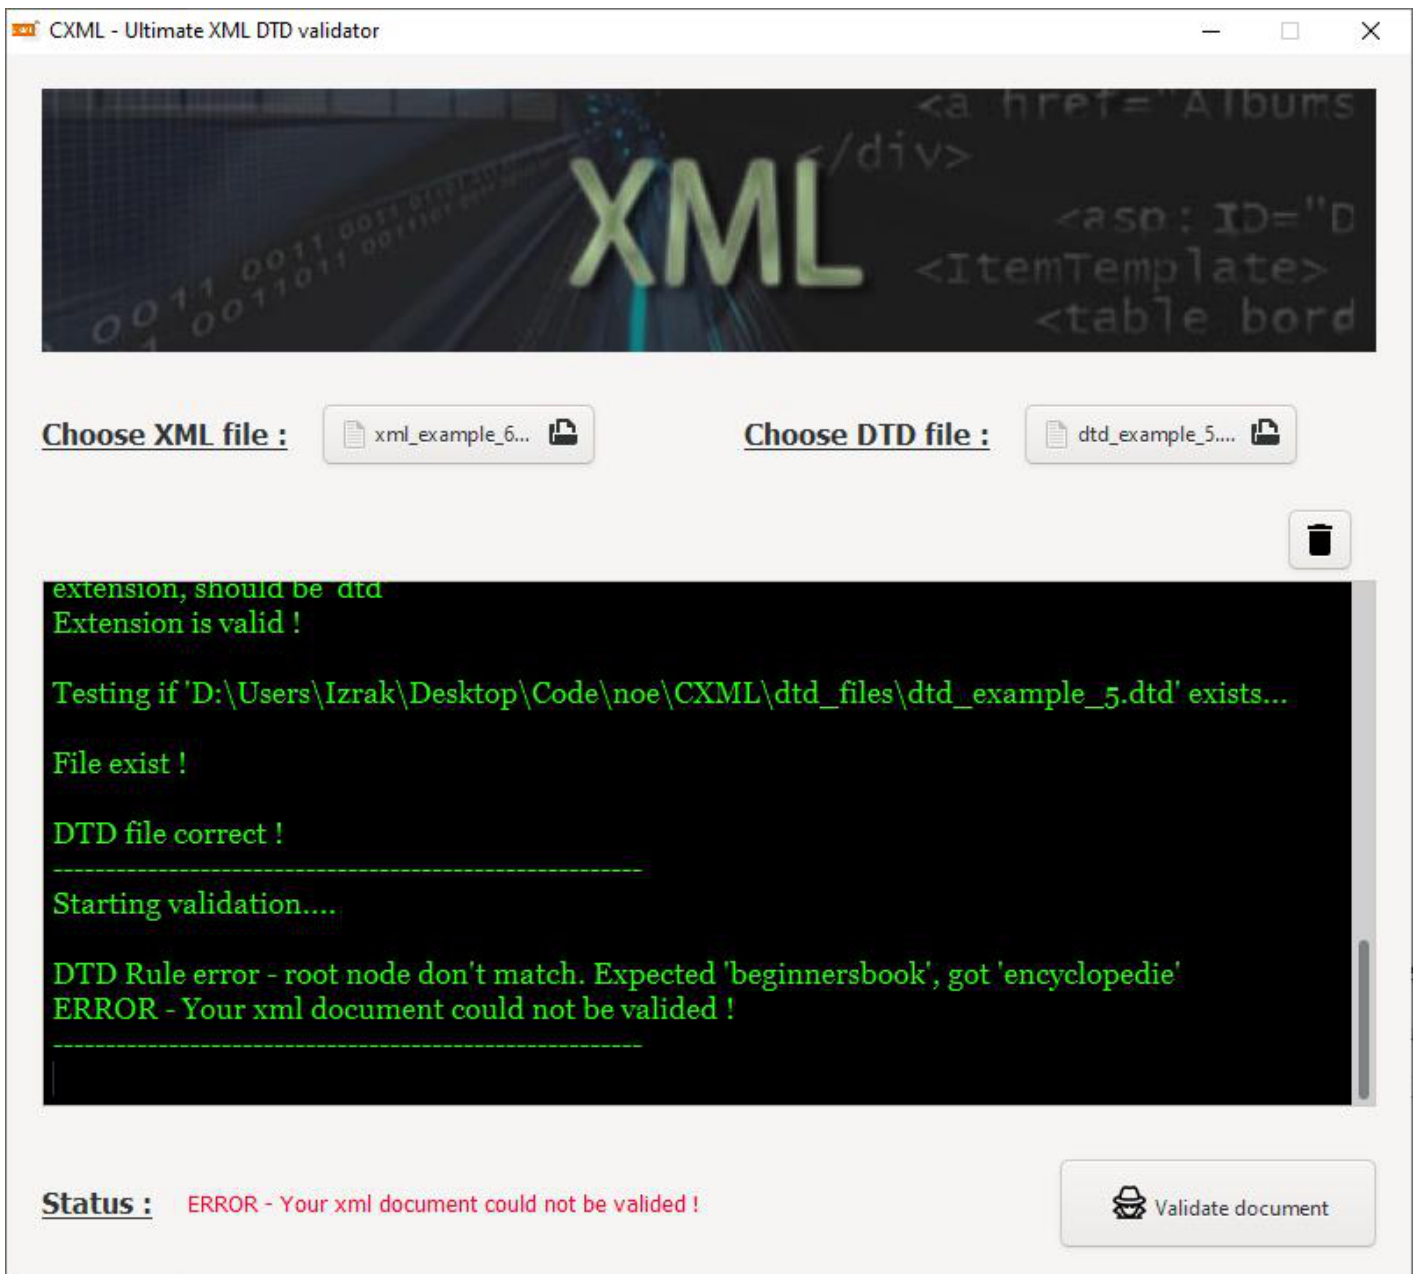 CXML - Ultimate XML DTD validator
<a href="Albums
</div>
XML
<asp: ID="D
<ItemTemplate>
<table bord
0011 0011
Choose XML file :
xml_example_6...
Choose DTD file :
dtd_example_5....
extension, should be 'dtd'
Extension is valid !
Testing if 'D:\Users\Izrak\Desktop\Code\noe\CXML\dtd_files\dtd_example_5.dtd' exists...
File exist !
DTD file correct !
--------------------------------------------------------
Starting validation....
DTD Rule error - root node don't match. Expected 'beginnersbook', got 'encyclopedie'
ERROR - Your xml document could not be valided !
--------------------------------------------------------
Status :
ERROR - Your xml document could not be valided !
Validate document